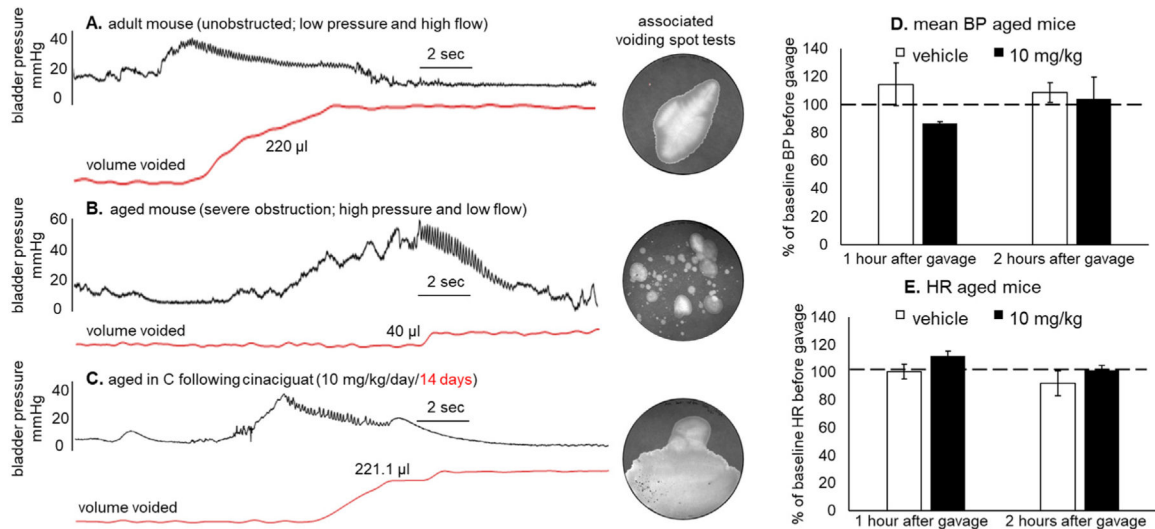 A. adult mouse (unobstructed; low pressure and high flow)
bladder pressure
mmHg
40
20
0
2 sec
volume voided
220 µl
associated
voiding spot tests
B. aged mouse (severe obstruction; high pressure and low flow)
bladder pressure
mmHg
60
40
20
0
2 sec
volume voided
40 µl
C. aged in C following cinaciguat (10 mg/kg/day/14 days)
bladder pressure
mmHg
40
20
0
2 sec
volume voided
221.1 µl
D. mean BP aged mice
% of baseline BP before gavage
140
120
100
80
60
40
20
0
vehicle
10 mg/kg
1 hour after gavage
2 hours after gavage
E. HR aged mice
% of baseline HR before gavage
140
120
100
80
60
40
20
0
vehicle
10 mg/kg
1 hour after gavage
2 hours after gavage